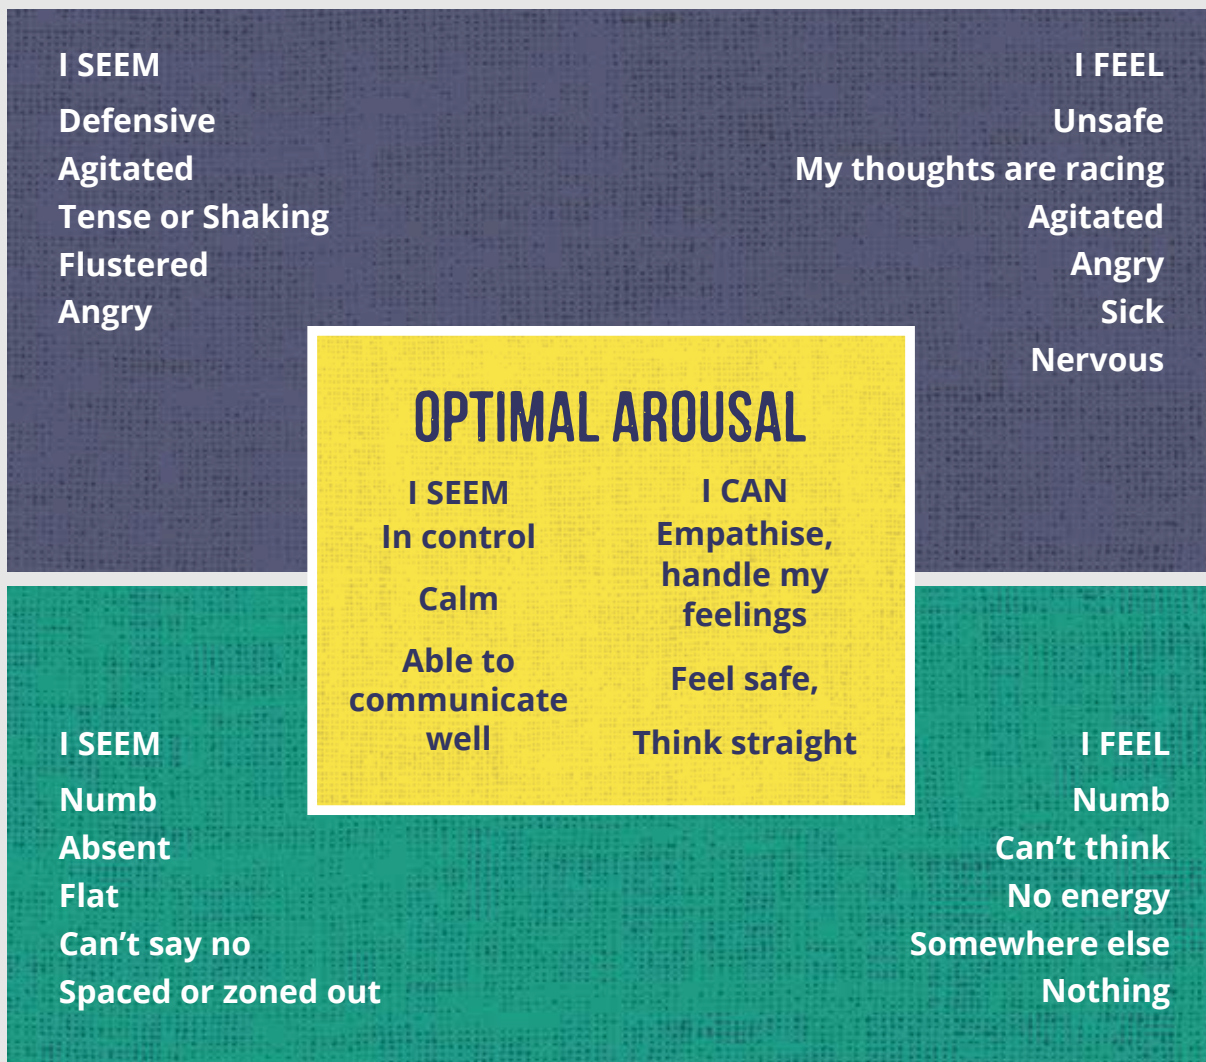 I SEEM
Defensive
Agitated
Tense or Shaking
Flustered
Angry
I FEEL
Unsafe
My thoughts are racing
Agitated
Angry
Sick
Nervous
OPTIMAL AROUSAL
I SEEM
In control
Calm
Able to
communicate
well
I CAN
Empathise,
handle my
feelings
Feel safe,
Think straight
I SEEM
Numb
Absent
Flat
Can’t say no
Spaced or zoned out
I FEEL
Numb
Can’t think
No energy
Somewhere else
Nothing